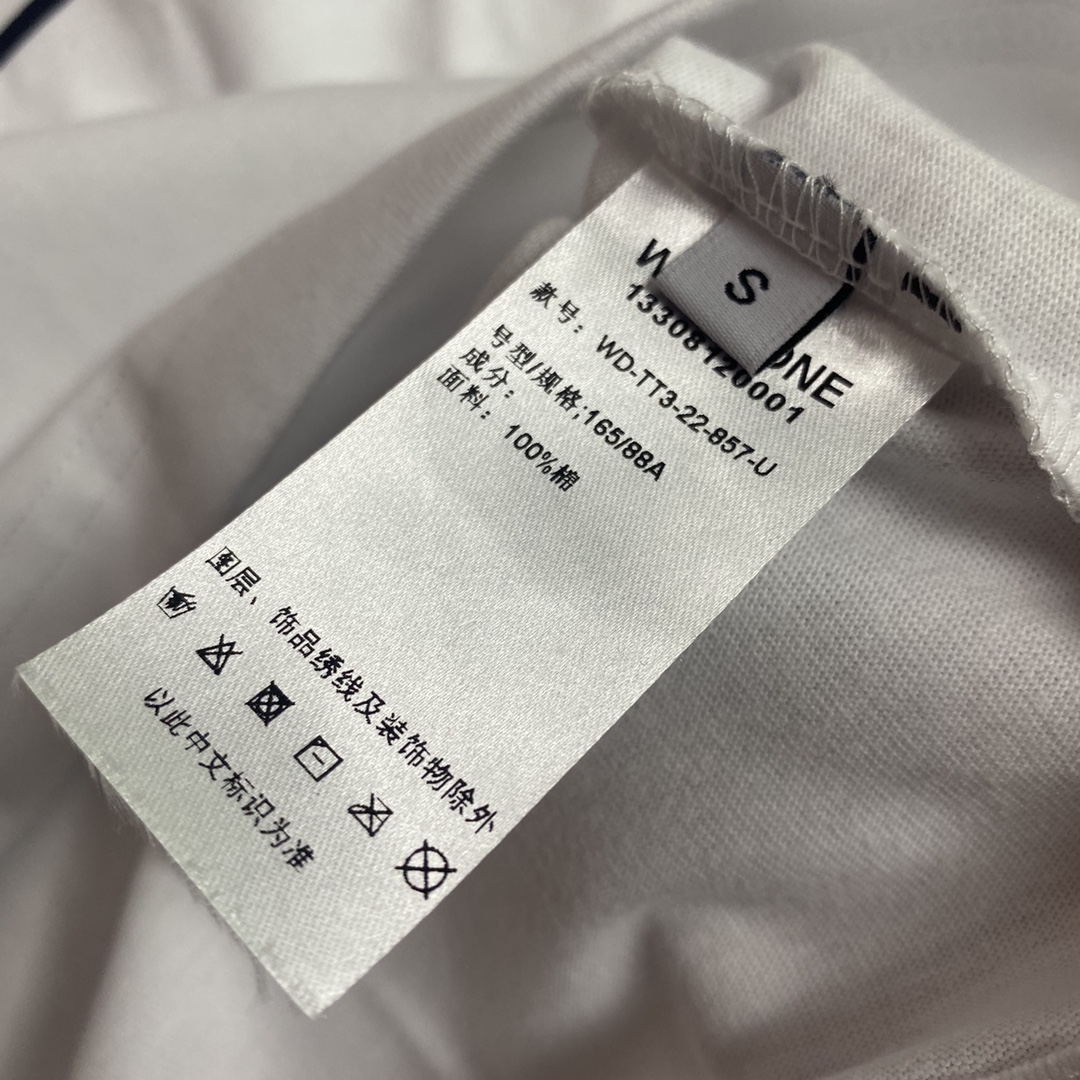 S
13308120001
款号：WD-TT3-22-857-U
号型/规格;165/88A
成分：
面料：100%棉
图层、饰品绣线及装饰物除外
以此中文标识为准